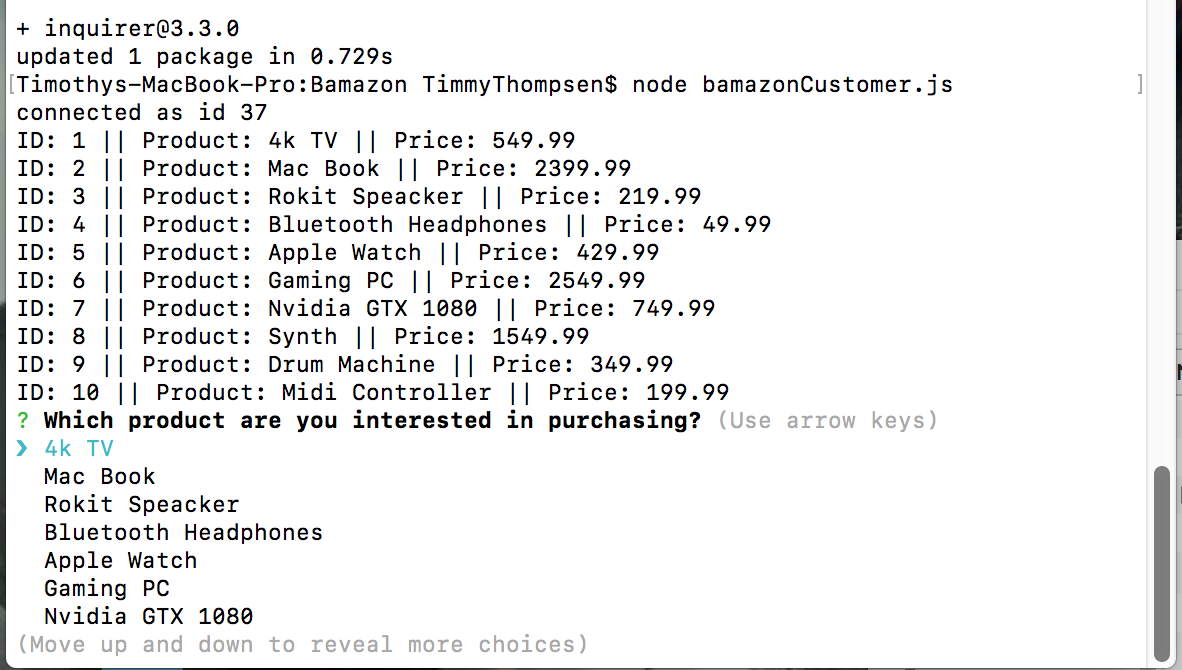 + inquirer@3.3.0
updated 1 package in 0.729s
[Timothys-MacBook-Pro:Bamazon TimmyThompsen$ node bamazonCustomer.js ]
connected as id 37
ID: 1 || Product: 4k TV || Price: 549.99
ID: 2 || Product: Mac Book || Price: 2399.99
ID: 3 || Product: Rokit Speacker || Price: 219.99
ID: 4 || Product: Bluetooth Headphones || Price: 49.99
ID: 5 || Product: Apple Watch || Price: 429.99
ID: 6 || Product: Gaming PC || Price: 2549.99
ID: 7 || Product: Nvidia GTX 1080 || Price: 749.99
ID: 8 || Product: Synth || Price: 1549.99
ID: 9 || Product: Drum Machine || Price: 349.99
ID: 10 || Product: Midi Controller || Price: 199.99
? Which product are you interested in purchasing? (Use arrow keys)
❯ 4k TV
Mac Book
Rokit Speacker
Bluetooth Headphones
Apple Watch
Gaming PC
Nvidia GTX 1080
(Move up and down to reveal more choices)